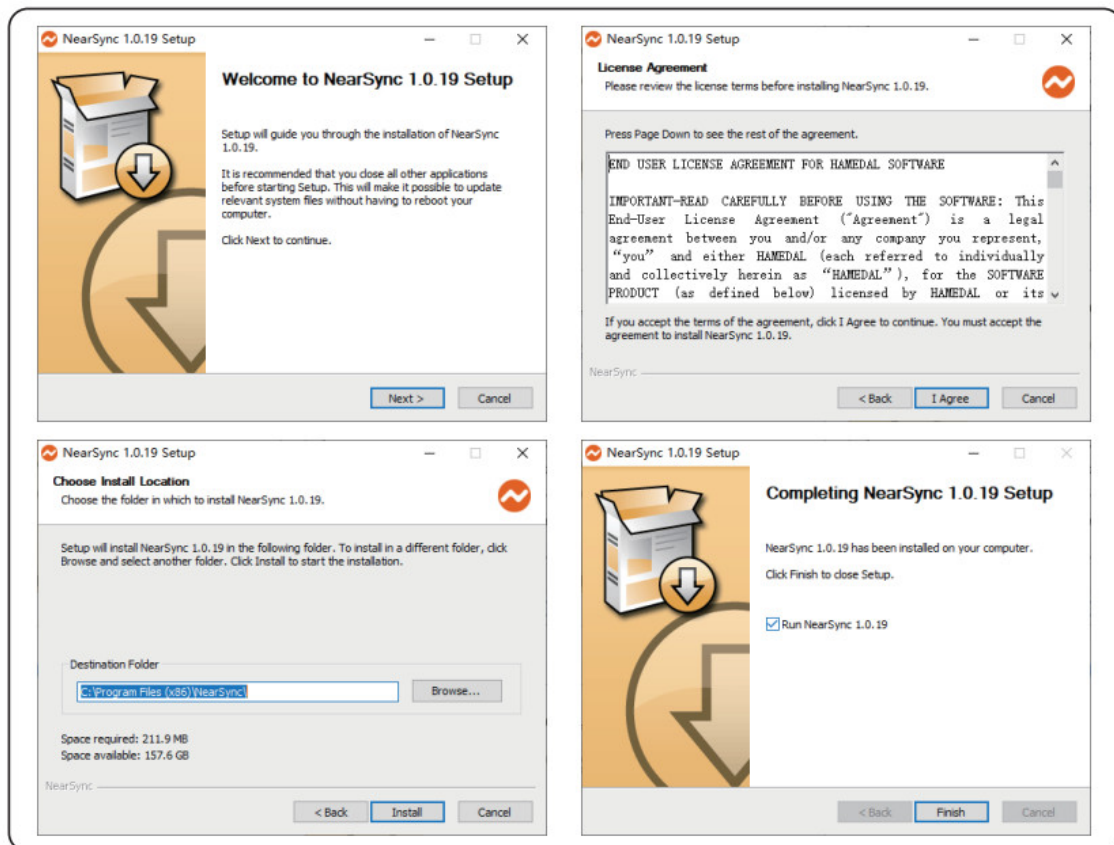 NearSync 1.0.19 Setup
Welcome to NearSync 1.0.19 Setup
Setup will guide you through the installation of NearSync
1.0.19.
It is recommended that you close all other applications
before starting Setup. This will make it possible to update
relevant system files without having to reboot your
computer.
Click Next to continue.
Next >
Cancel
NearSync 1.0.19 Setup
License Agreement
Please review the license terms before installing NearSync 1.0.19.
Press Page Down to see the rest of the agreement.
END USER LICENSE AGREEMENT FOR HAMEDAL SOFTWARE
IMPORTANT-READ CAREFULLY BEFORE USING THE SOFTWARE: This
End-User License Agreement ("Agreement") is a legal
agreement between you and/or any company you represent,
“you” and either HAMEDAL (each referred to individually
and collectively herein as “HAMEDAL”), for the SOFTWARE
PRODUCT (as defined below) licensed by HAMEDAL or its
If you accept the terms of the agreement, click I Agree to continue. You must accept the
agreement to install NearSync 1.0.19.
NearSync
< Back
I Agree
Cancel
NearSync 1.0.19 Setup
Choose Install Location
Choose the folder in which to install NearSync 1.0.19.
Setup will install NearSync 1.0.19 in the following folder. To install in a different folder, click
Browse and select another folder. Click Install to start the installation.
Destination Folder
C:\Program Files (x86)\NearSync\
Browse...
Space required: 211.9 MB
Space available: 157.6 GB
NearSync
< Back
Install
Cancel
NearSync 1.0.19 Setup
Completing NearSync 1.0.19 Setup
NearSync 1.0.19 has been installed on your computer.
Click Finish to close Setup.
Run NearSync 1.0.19
< Back
Finish
Cancel